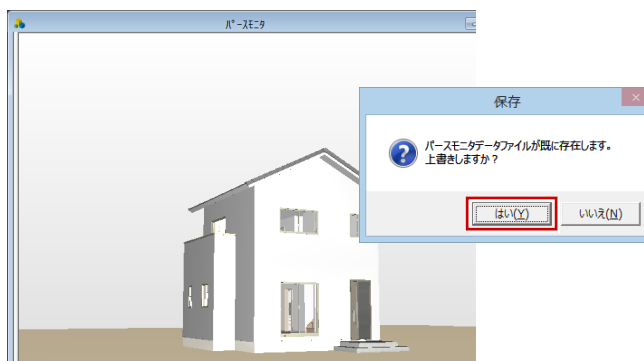 パースモニタ
保存
パースモニタデータファイルが既に存在します。
上書きしますか？
はい(Y)
いいえ(N)